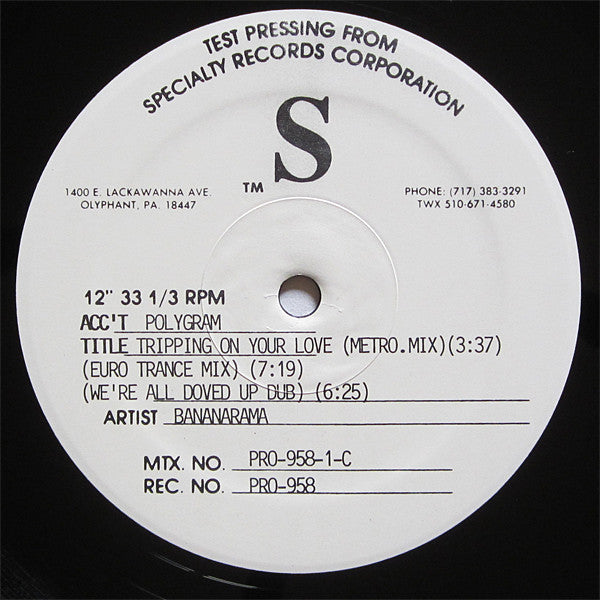 TEST PRESSING FROM
SPECIALTY RECORDS CORPORATION
S
TM
1400 E. LACKAWANNA AVE.
OLYPHANT, PA. 18447
PHONE: (717) 383-3291
TWX 510-671-4580
12" 33 1/3 RPM
ACC'T POLYGRAM
TITLE TRIPPING ON YOUR LOVE (METRO.MIX)(3:37)
(EURO TRANCE MIX) (7:19)
(WE'RE ALL DOVED UP DUB) (6:25)
ARTIST BANANARAMA
MTX. NO. PRO-958-1-C
REC. NO. PRO-958